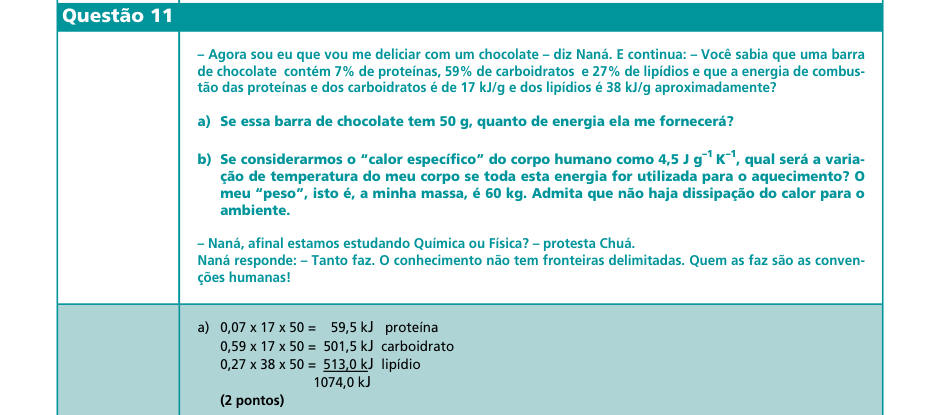 Questão 11
– Agora sou eu que vou me deliciar com um chocolate – diz Naná. E continua: – Você sabia que uma barra
de chocolate contém 7% de proteínas, 59% de carboidratos e 27% de lipídios e que a energia de combus-
tão das proteínas e dos carboidratos é de 17 kJ/g e dos lipídios é 38 kJ/g aproximadamente?
a) Se essa barra de chocolate tem 50 g, quanto de energia ela me fornecerá?
b) Se considerarmos o “calor específico” do corpo humano como 4,5 J g⁻¹ K⁻¹, qual será a varia-
ção de temperatura do meu corpo se toda esta energia for utilizada para o aquecimento? O
meu “peso”, isto é, a minha massa, é 60 kg. Admita que não haja dissipação do calor para o
ambiente.
– Naná, afinal estamos estudando Química ou Física? – protesta Chuá.
Naná responde: – Tanto faz. O conhecimento não tem fronteiras delimitadas. Quem as faz são as conven-
ções humanas!
a) 0,07 x 17 x 50 = 59,5 kJ proteína
0,59 x 17 x 50 = 501,5 kJ carboidrato
0,27 x 38 x 50 = 513,0 kJ lipídio
1074,0 kJ
(2 pontos)